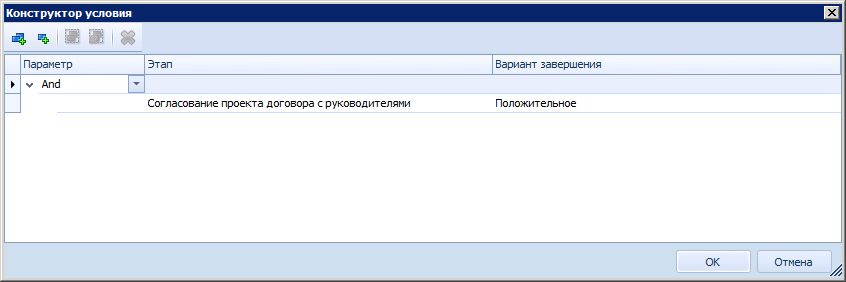 Конструктор условия
Параметр Этап Вариант завершения
And
Согласование проекта договора с руководителями Положительное
OK Отмена